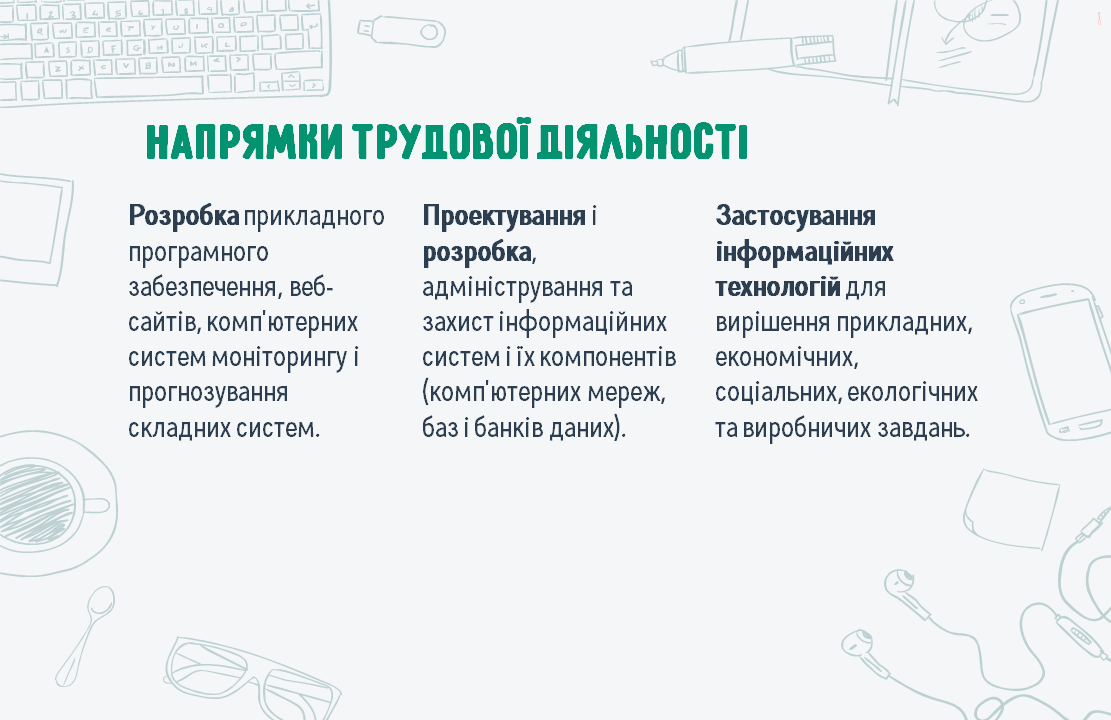 НАПРЯМКИ ТРУДОВОЇ ДІЯЛЬНОСТІ
Розробка прикладного
програмного
забезпечення, веб-
сайтів, комп'ютерних
систем моніторингу і
прогнозування
складних систем.
Проектування і
розробка,
адміністрування та
захист інформаційних
систем і їх компонентів
(комп'ютерних мереж,
баз і банків даних).
Застосування
інформаційних
технологій для
вирішення прикладних,
економічних,
соціальних, екологічних
та виробничих завдань.